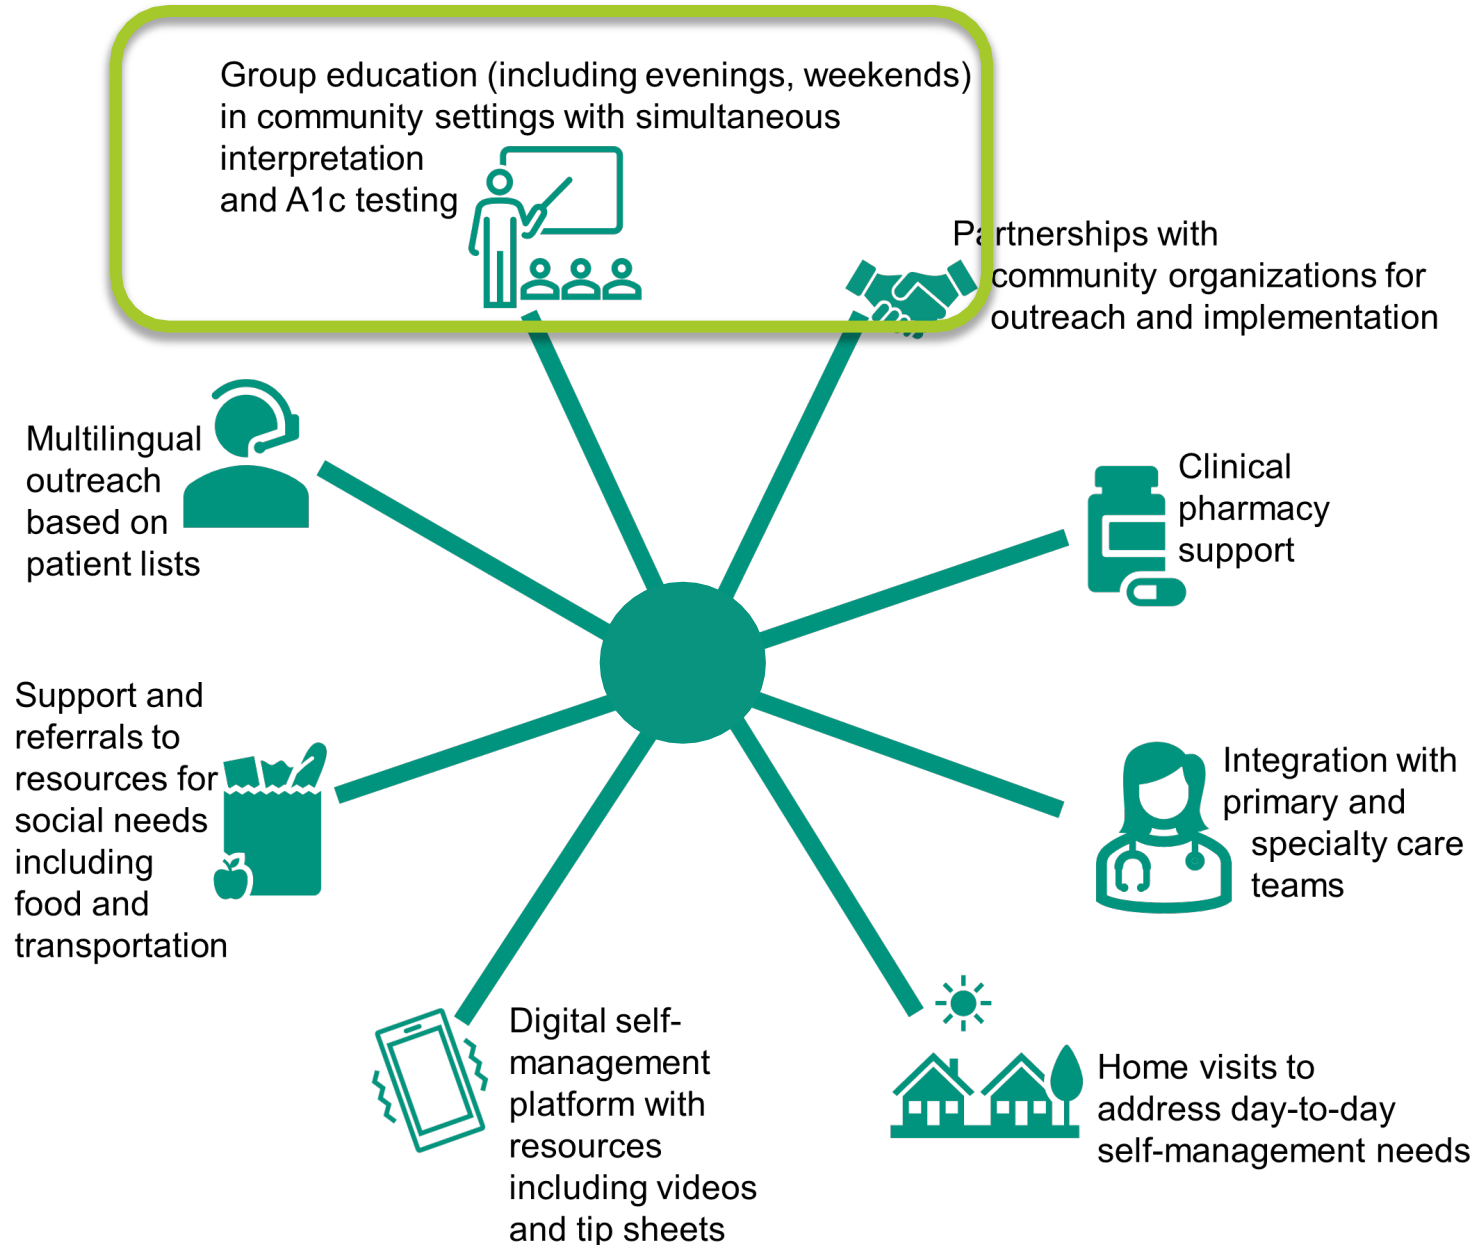 Group education (including evenings, weekends)
in community settings with simultaneous
interpretation
and A1c testing
Partnerships with
community organizations for
outreach and implementation
Multilingual
outreach
based on
patient lists
Clinical
pharmacy
support
Support and
referrals to
resources for
social needs
including
food and
transportation
Integration with
primary and
specialty care
teams
Digital self-
management
platform with
resources
including videos
and tip sheets
Home visits to
address day-to-day
self-management needs